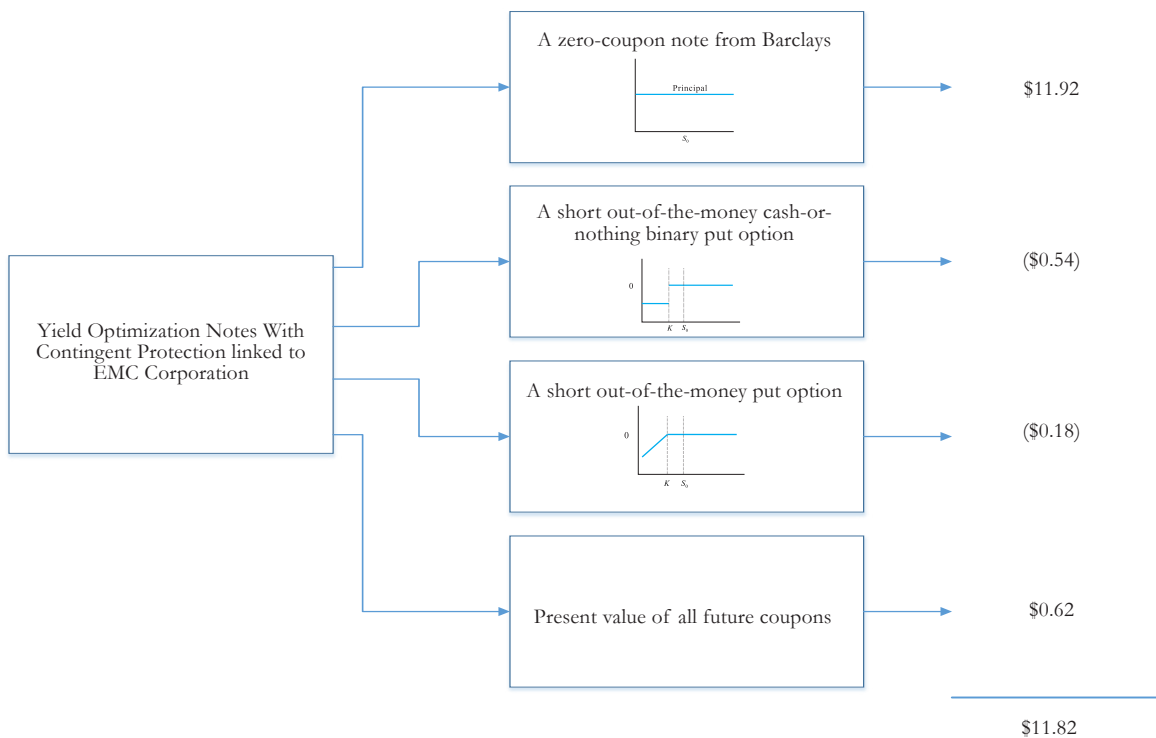 A zero-coupon note from Barclays
Principal
S₀
$11.92
A short out-of-the-money cash-or-
nothing binary put option
0
K S₀
($0.54)
Yield Optimization Notes With
Contingent Protection linked to
EMC Corporation
A short out-of-the-money put option
0
K S₀
($0.18)
Present value of all future coupons
$0.62
$11.82